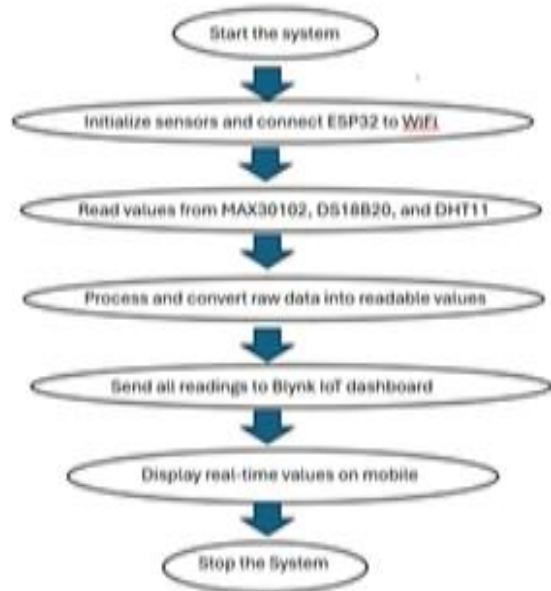 Start the system
Initialize sensors and connect ESP32 to WiFi
Read values from MAX30102, DS18B20, and DHT11
Process and convert raw data into readable values
Send all readings to Blynk IoT dashboard
Display real-time values on mobile
Stop the System